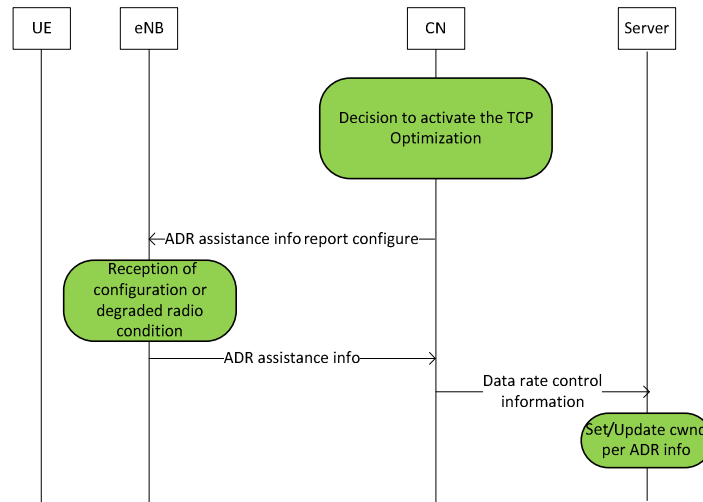 UE
eNB
CN
Server
Decision to activate the TCP
Optimization
ADR assistance info report configure
Reception of
configuration or
degraded radio
condition
ADR assistance info
Data rate control
information
Set/Update cwnd
per ADR info